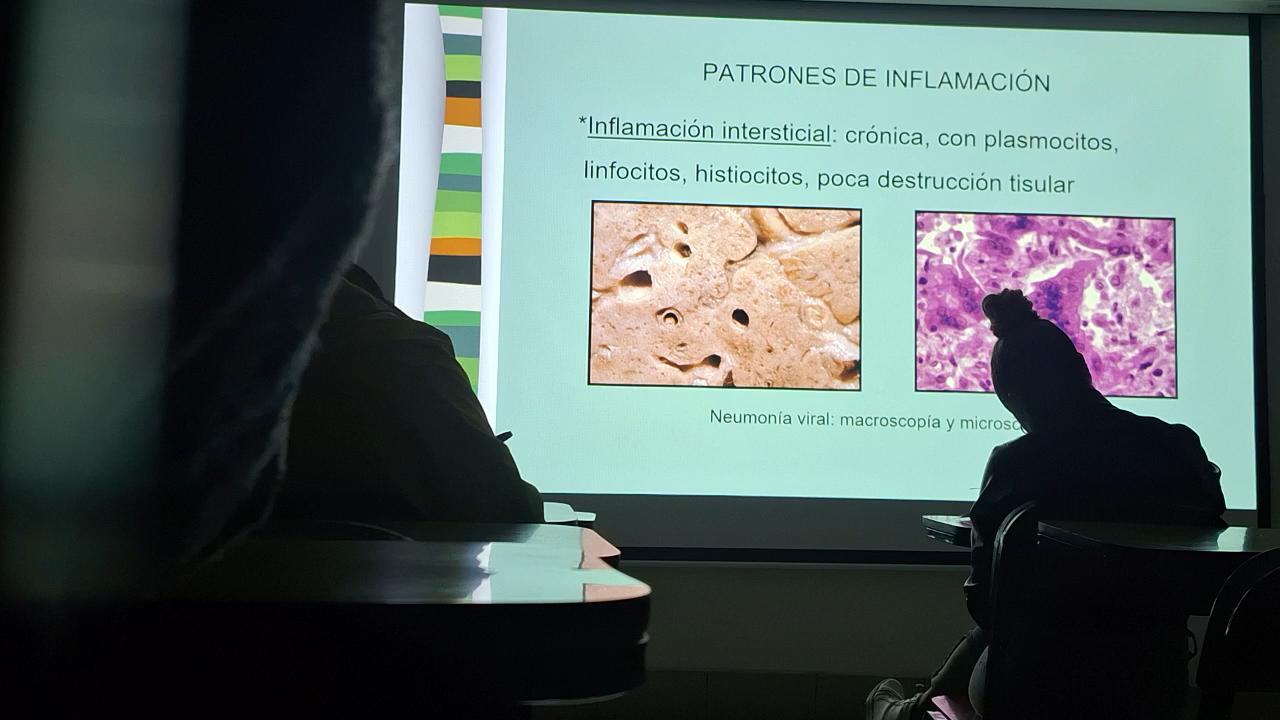 PATRONES DE INFLAMACIÓN
*Inflamación intersticial: crónica, con plasmocitos,
linfocitos, histiocitos, poca destrucción tisular
Neumonía viral: macroscopía y